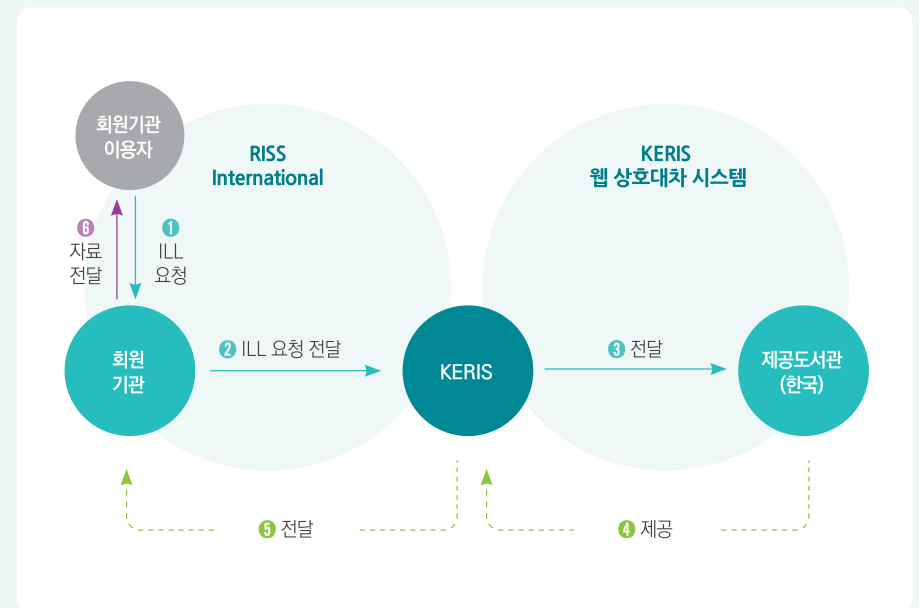 회원기관
이용자
RISS
International
KERIS
웹 상호대차 시스템
❻
자료
전달
❶
ILL
요청
회원
기관
❷ ILL 요청 전달
KERIS
❸ 전달
제공도서관
(한국)
❺ 전달
❹ 제공